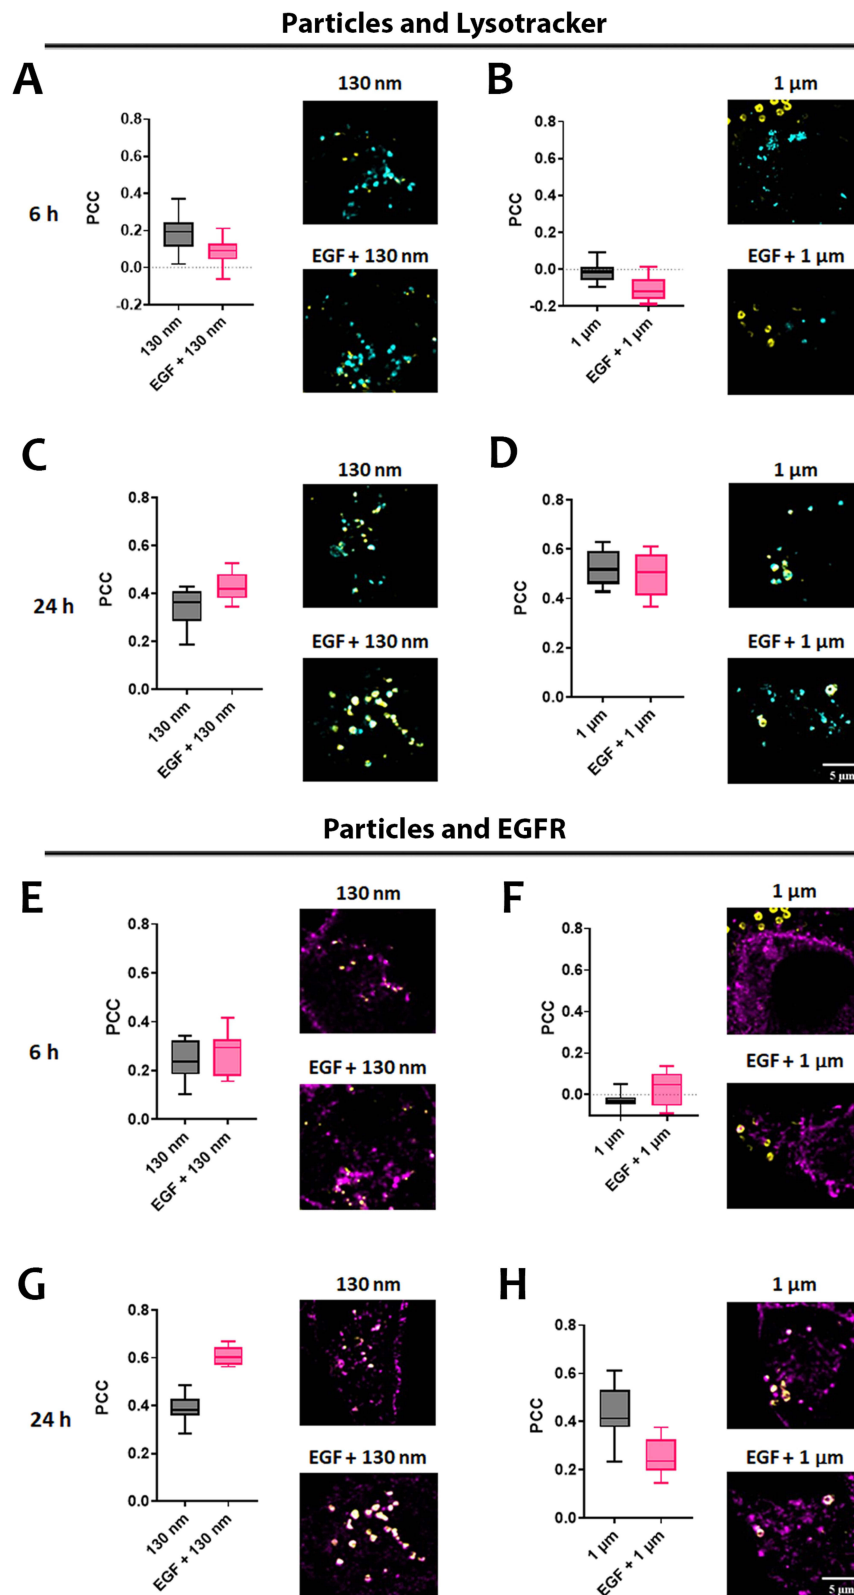 Particles and Lysotracker
A
B
130 nm
1 µm
6 h
PCC
0.8
0.6
0.4
0.2
0.0
-0.2
130 nm
EGF + 130 nm
EGF + 130 nm
PCC
0.8
0.6
0.4
0.2
0.0
-0.2
1 µm
EGF + 1 µm
EGF + 1 µm
C
D
130 nm
1 µm
24 h
PCC
0.8
0.6
0.4
0.2
0.0
130 nm
EGF + 130 nm
EGF + 130 nm
PCC
0.8
0.6
0.4
0.2
0.0
1 µm
EGF + 1 µm
EGF + 1 µm
5 µm
Particles and EGFR
E
F
130 nm
1 µm
6 h
PCC
0.8
0.6
0.4
0.2
0.0
130 nm
EGF + 130 nm
EGF + 130 nm
PCC
0.8
0.6
0.4
0.2
0.0
1 µm
EGF + 1 µm
EGF + 1 µm
G
H
130 nm
1 µm
24 h
PCC
0.8
0.6
0.4
0.2
0.0
130 nm
EGF + 130 nm
EGF + 130 nm
PCC
0.8
0.6
0.4
0.2
0.0
1 µm
EGF + 1 µm
EGF + 1 µm
5 µm